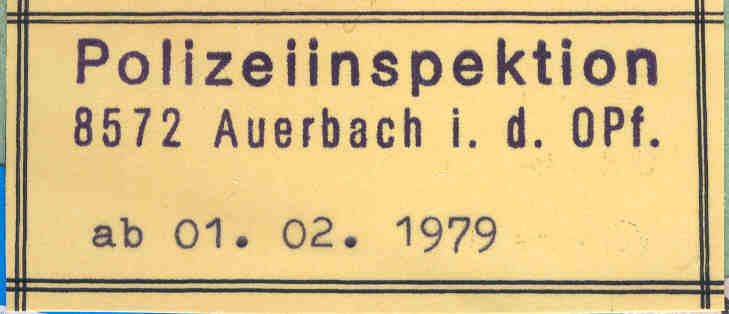 Polizeiinspektion
8572 Auerbach i. d. OPf.
ab 01. 02. 1979